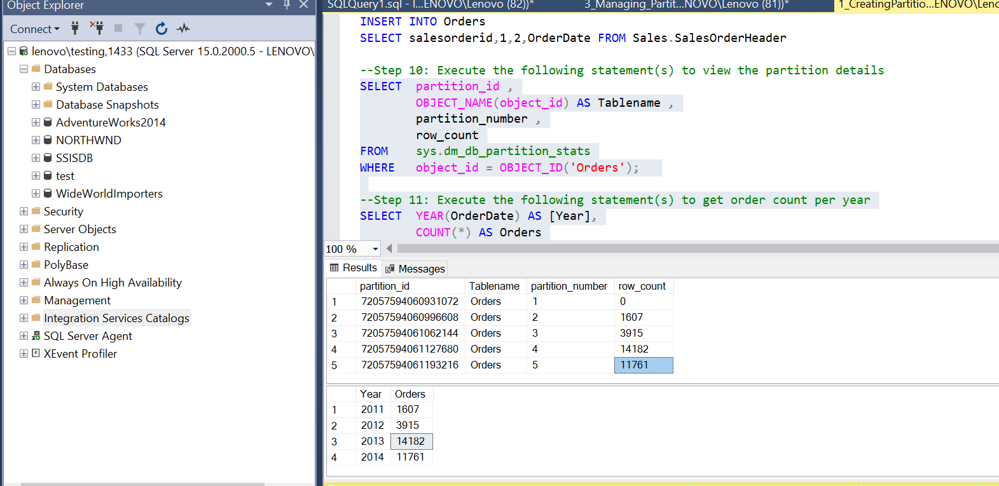 Object Explorer
Connect
lenovo\testing,1433 (SQL Server 15.0.2000.5 - LENOVO\
Databases
System Databases
Database Snapshots
AdventureWorks2014
NORTHWND
SSISDB
test
WideWorldImporters
Security
Server Objects
Replication
PolyBase
Always On High Availability
Management
Integration Services Catalogs
SQL Server Agent
XEvent Profiler
SQLQuery1.sql - l...ENOVO\Lenovo (82))* 3_Managing_Partit...NOVO\Lenovo (81))* 1_CreatingPartitio...ENOVO\Leno
INSERT INTO Orders
SELECT salesorderid,1,2,OrderDate FROM Sales.SalesOrderHeader
--Step 10: Execute the following statement(s) to view the partition details
SELECT partition_id ,
OBJECT_NAME(object_id) AS Tablename ,
partition_number ,
row_count
FROM sys.dm_db_partition_stats
WHERE object_id = OBJECT_ID('Orders');
--Step 11: Execute the following statement(s) to get order count per year
SELECT YEAR(OrderDate) AS [Year],
COUNT(*) AS Orders
100 %
Results Messages
partition_id Tablename partition_number row_count
1 72057594060931072 Orders 1 0
2 72057594060996608 Orders 2 1607
3 72057594061062144 Orders 3 3915
4 72057594061127680 Orders 4 14182
5 72057594061193216 Orders 5 11761
Year Orders
1 2011 1607
2 2012 3915
3 2013 14182
4 2014 11761